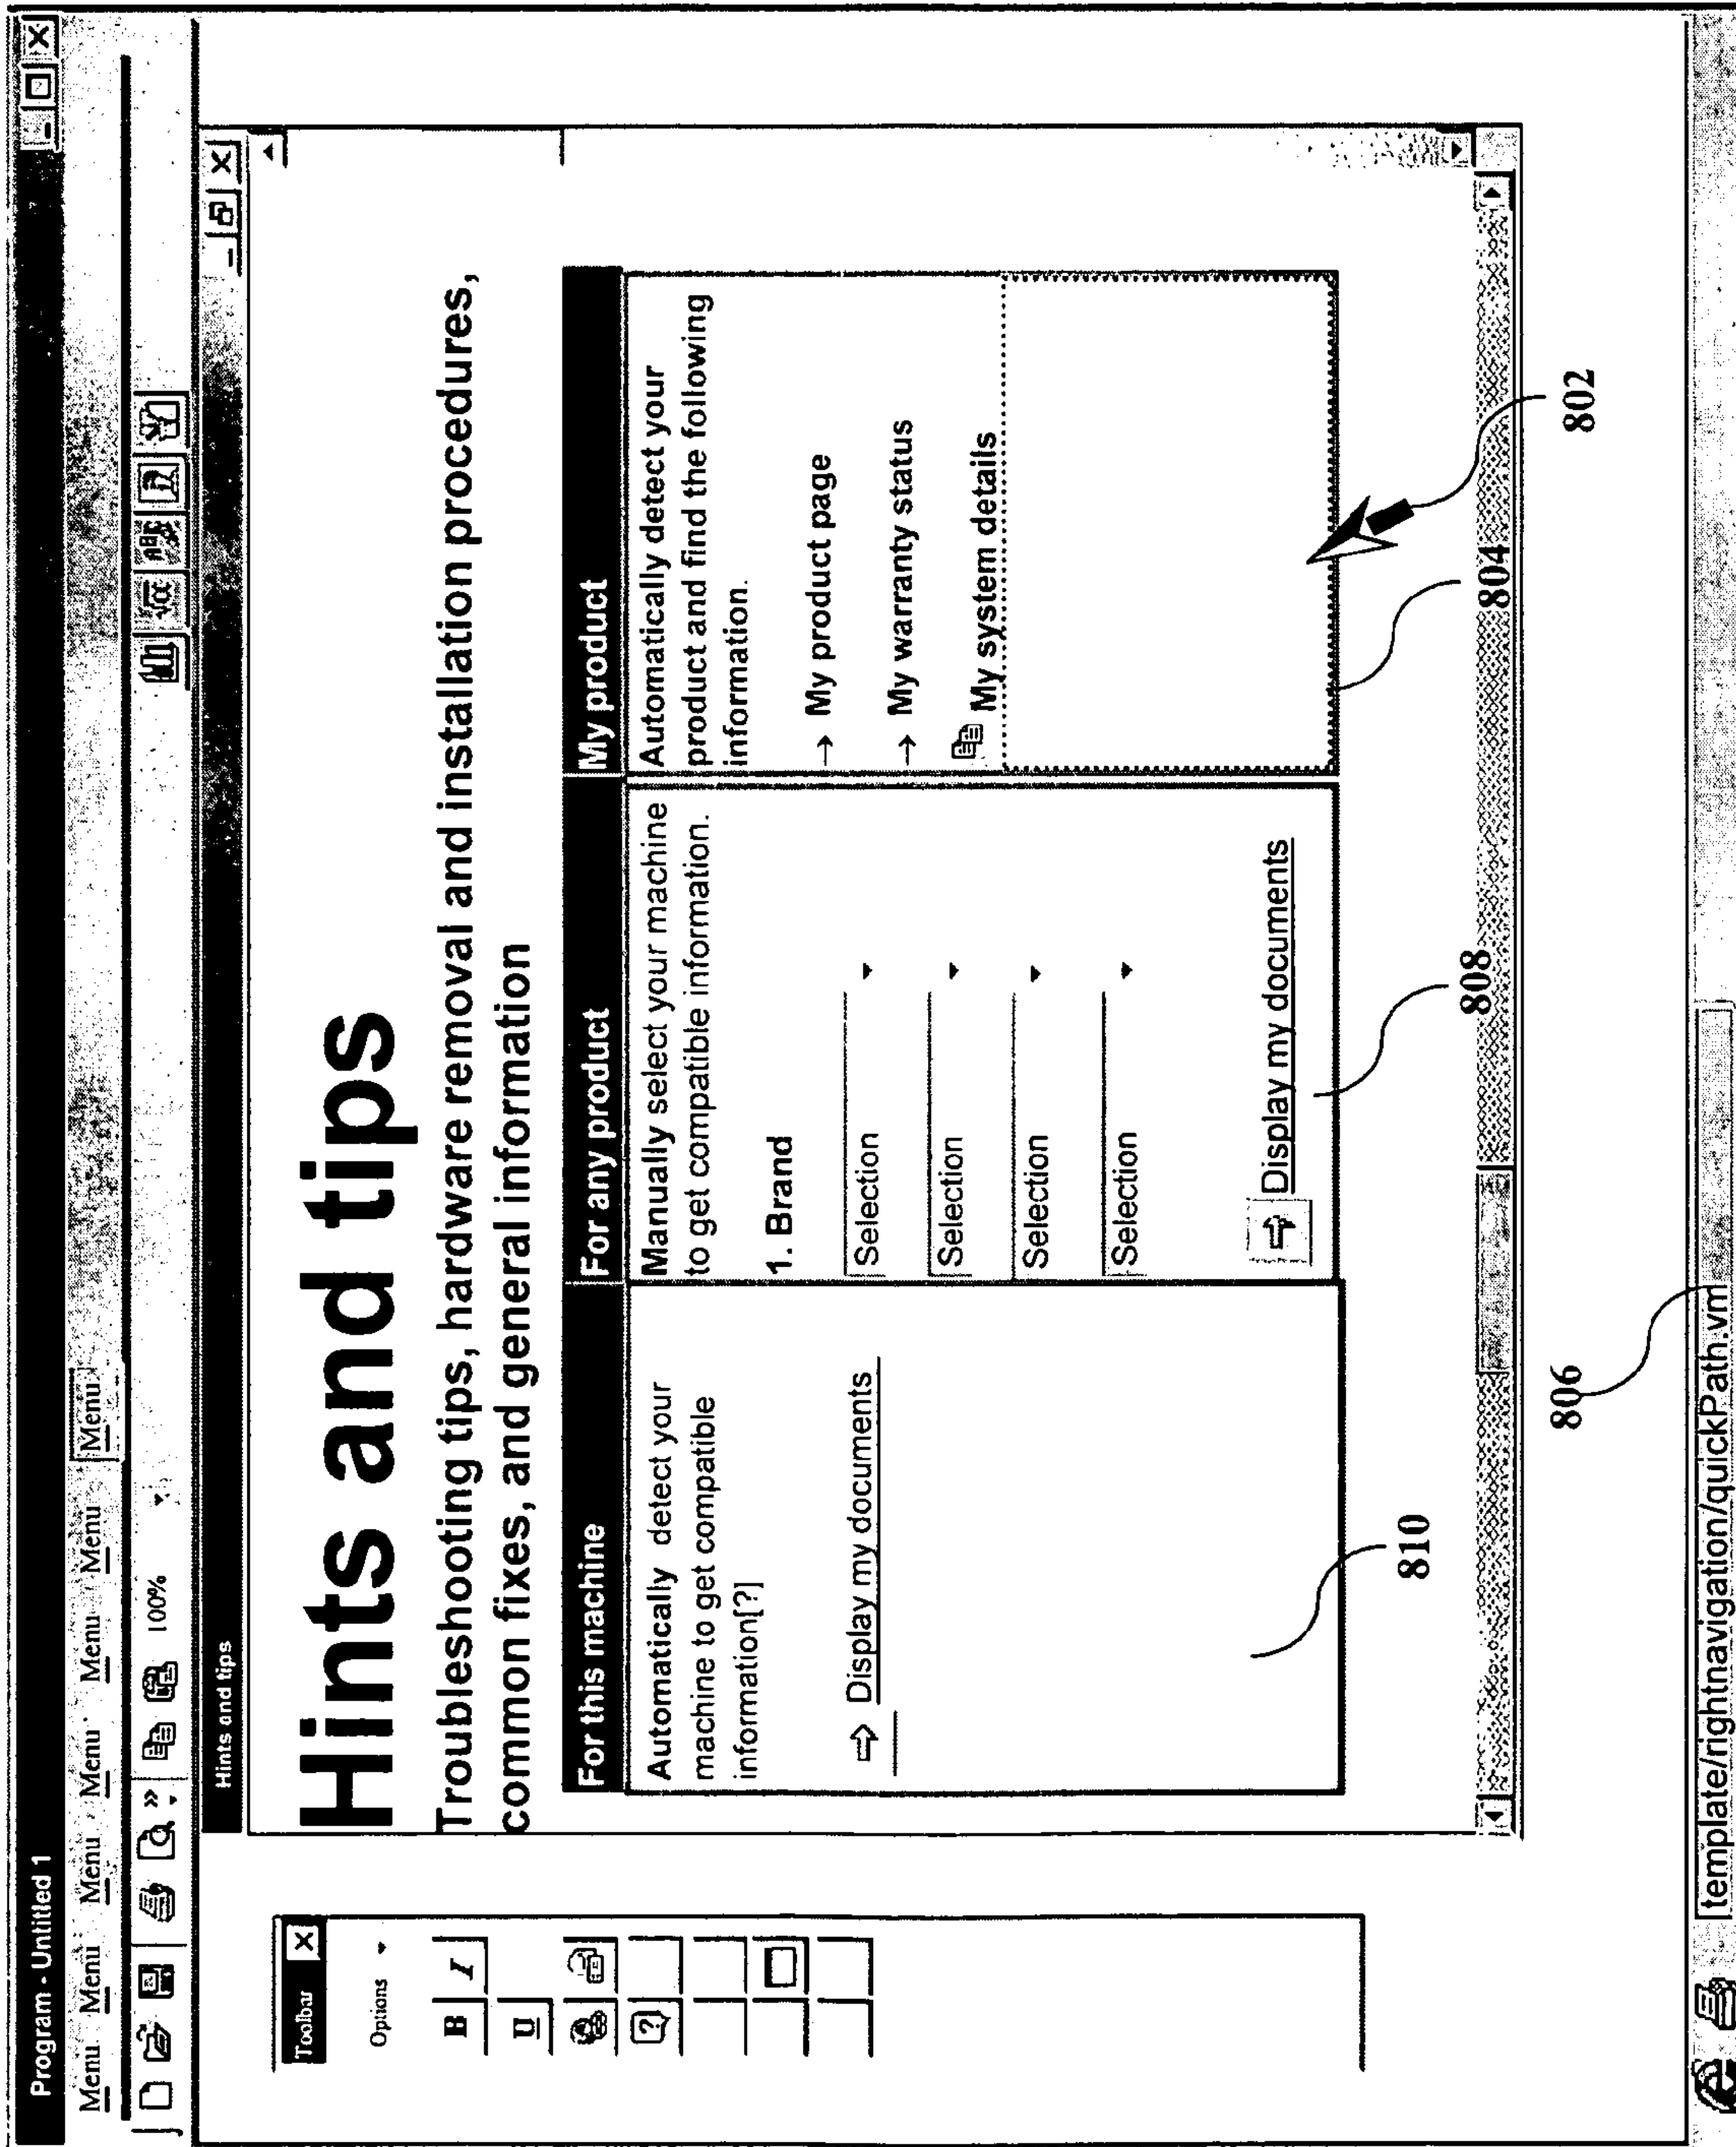 Program - Untitled 1
Menu Menu Menu Menu Menu Menu Menu
100%
Toolbar
Options
B I
U
Hints and tips
Hints and tips
Troubleshooting tips, hardware removal and installation procedures,
common fixes, and general information
For this machine
Automatically detect your
machine to get compatible
information[?]
Display my documents
For any product
Manually select your machine
to get compatible information.
1. Brand
Selection
Selection
Selection
Selection
Display my documents
My product
Automatically detect your
product and find the following
information.
→ My product page
→ My warranty status
My system details
802
804
808
810
806
template/rightnavigation/quickPath.vm